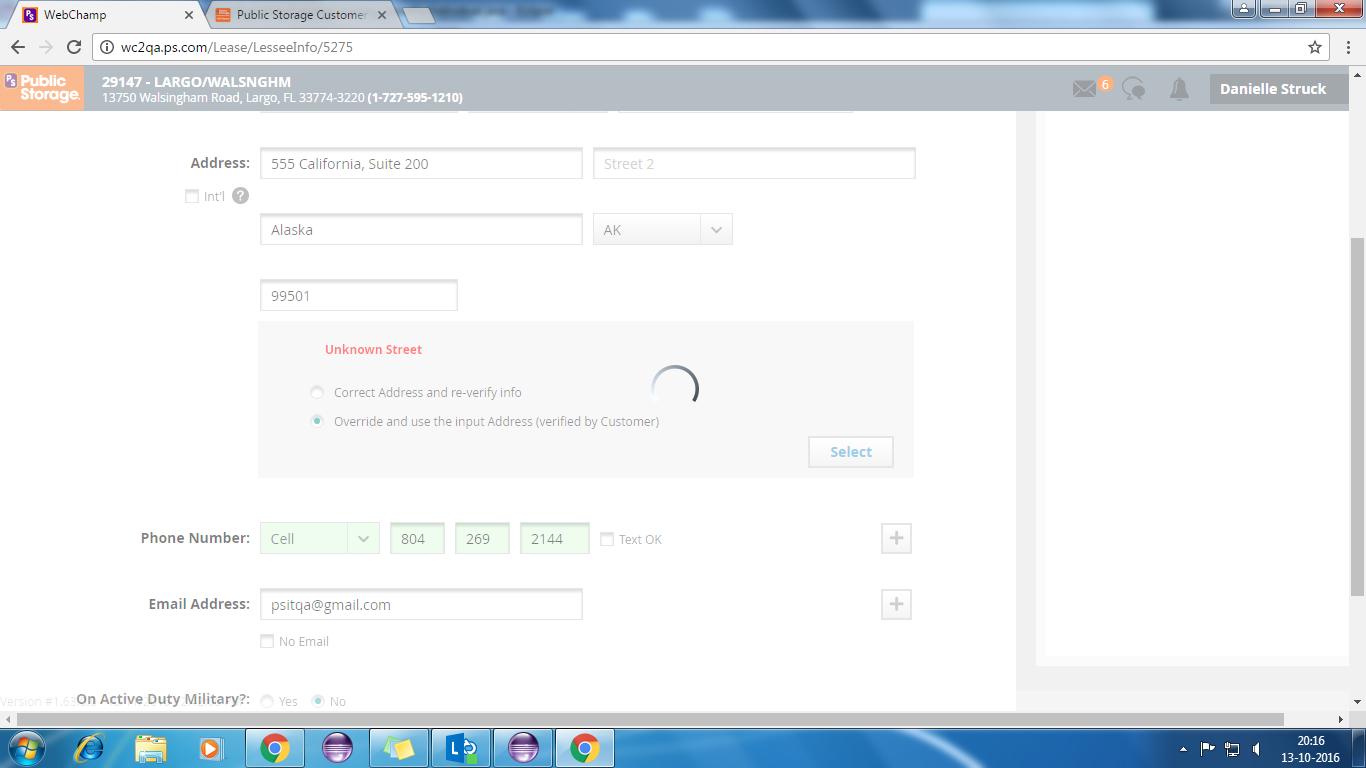 WebChamp
Public Storage Customer
wc2qa.ps.com/Lease/LesseeInfo/5275
PS Public Storage
29147 - LARGO/WALSNGHM
13750 Walsingham Road, Largo, FL 33774-3220 (1-727-595-1210)
6
Danielle Struck
Address: 555 California, Suite 200 Street 2
Int'l ?
Alaska AK
99501
Unknown Street
Correct Address and re-verify info
Override and use the input Address (verified by Customer)
Select
Phone Number: Cell 804 269 2144 Text OK +
Email Address: psitqa@gmail.com +
No Email
On Active Duty Military?: Yes No
Version #1.63
20:16
13-10-2016